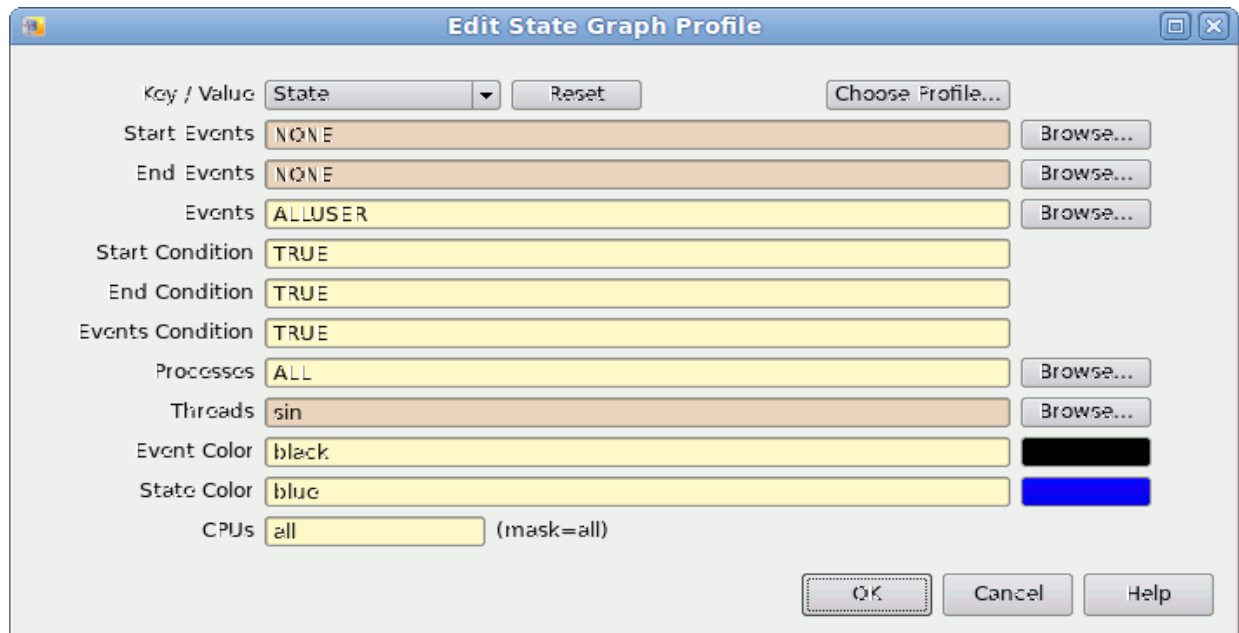 Edit State Graph Profile
Key / Value State Reset Choose Profile...
Start Events NONE Browse...
End Events NONE Browse...
Events ALLUSER Browse...
Start Condition TRUE
End Condition TRUE
Events Condition TRUE
Processes ALL Browse...
Threads sin Browse...
Event Color black
State Color blue
CPUs all (mask=all)
OK Cancel Help